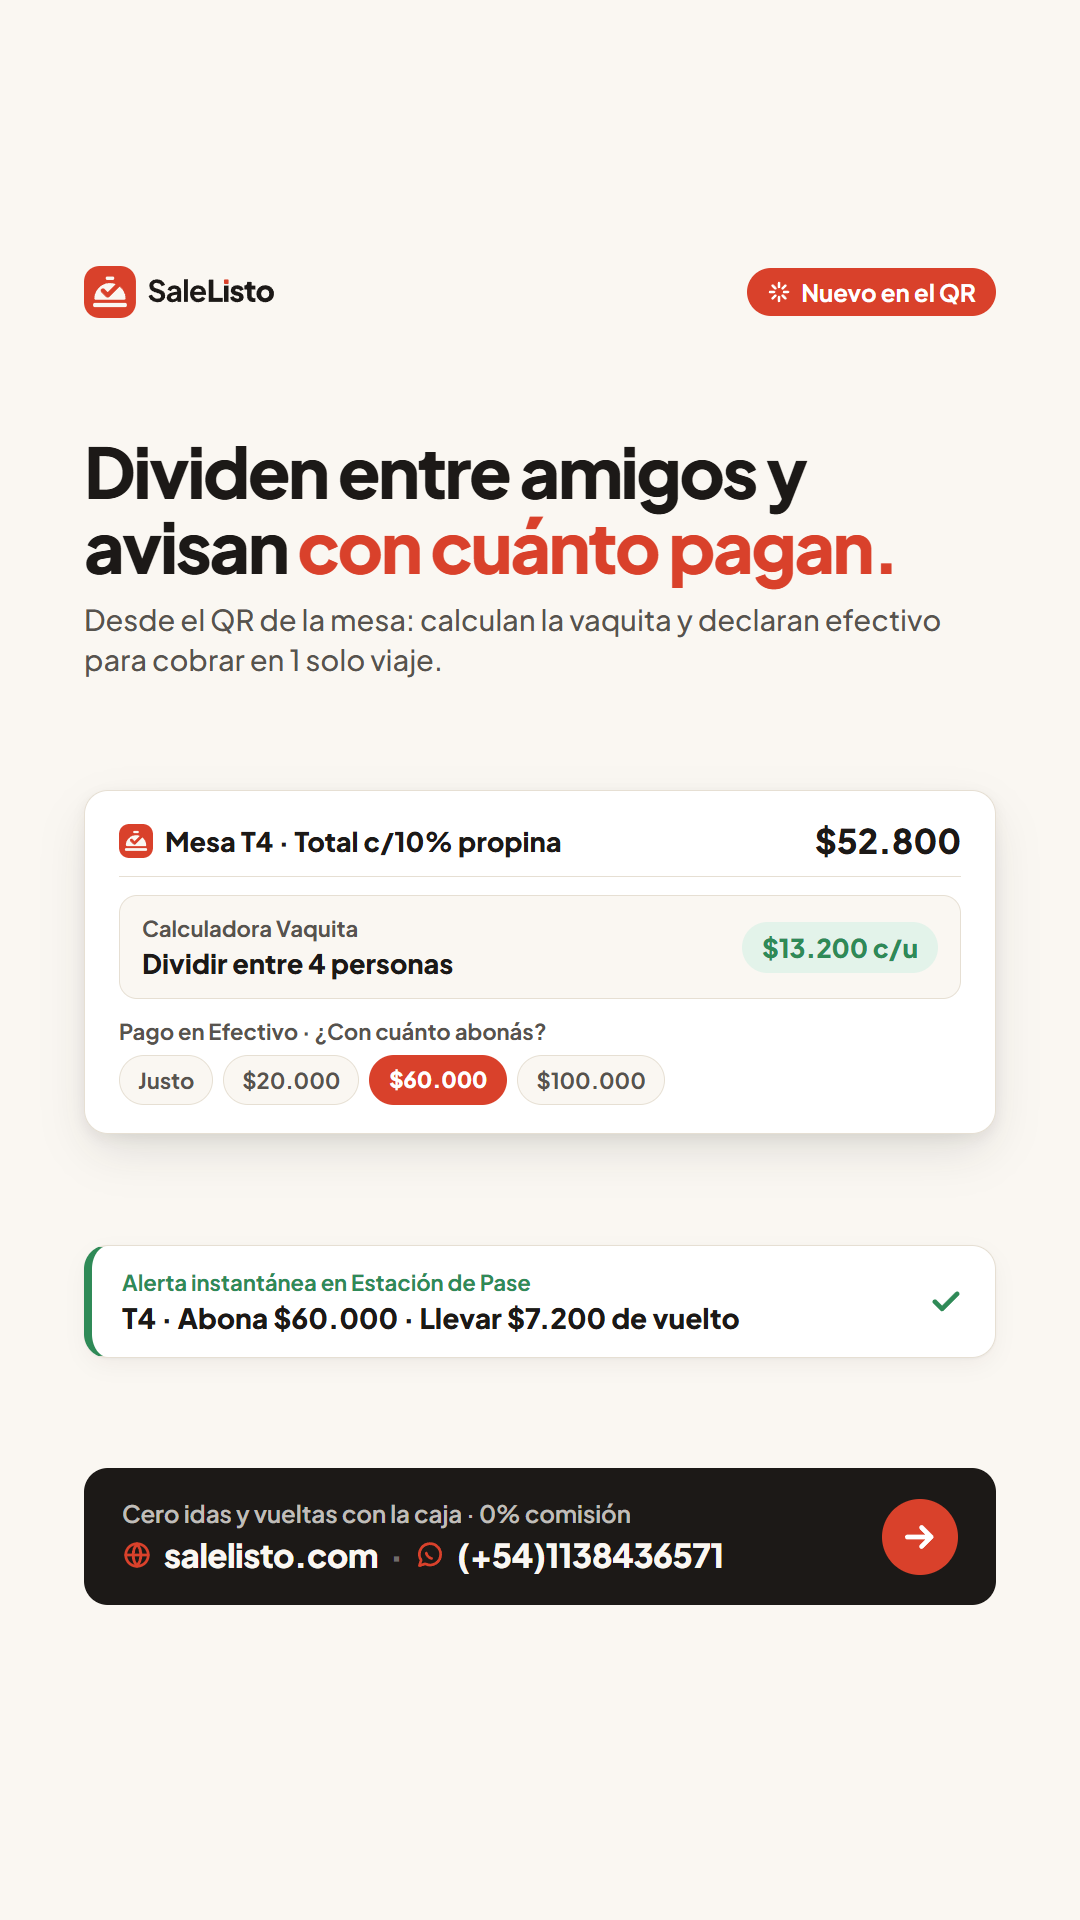 SaleListo
Nuevo en el QR
Dividen entre amigos y
avisan con cuánto pagan.
Desde el QR de la mesa: calculan la vaquita y declaran efectivo
para cobrar en 1 solo viaje.
Mesa T4 · Total c/10% propina
$52.800
Calculadora Vaquita
Dividir entre 4 personas
$13.200 c/u
Pago en Efectivo · ¿Con cuánto abonás?
Justo
$20.000
$60.000
$100.000
Alerta instantánea en Estación de Pase
T4 · Abona $60.000 · Llevar $7.200 de vuelto
Cero idas y vueltas con la caja · 0% comisión
salelisto.com · (+54)1138436571